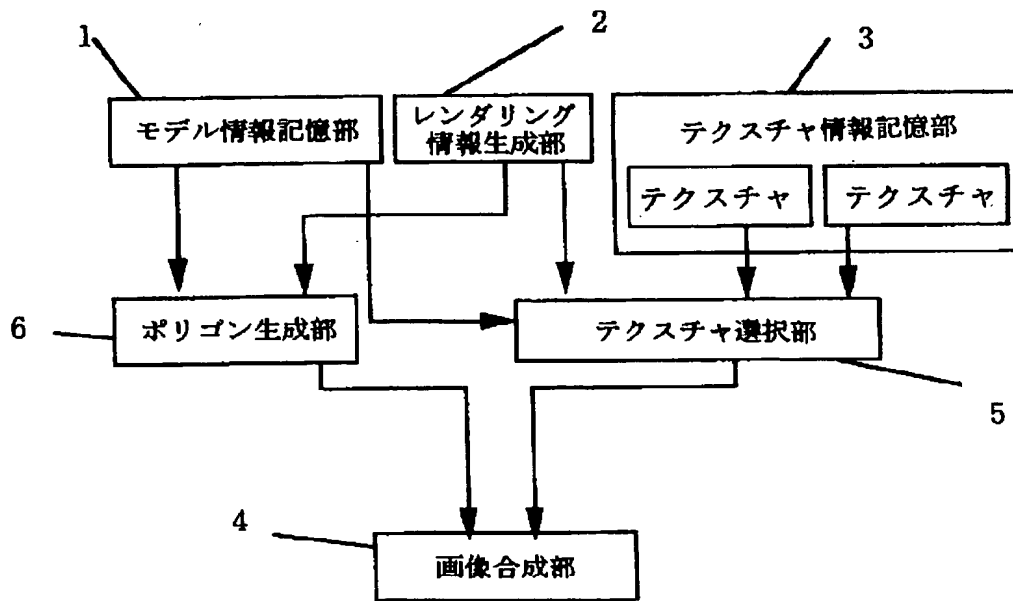 1
2
3
モデル情報記憶部
レンダリング
情報生成部
テクスチャ情報記憶部
テクスチャ
テクスチャ
6
ポリゴン生成部
テクスチャ選択部
5
4
画像合成部